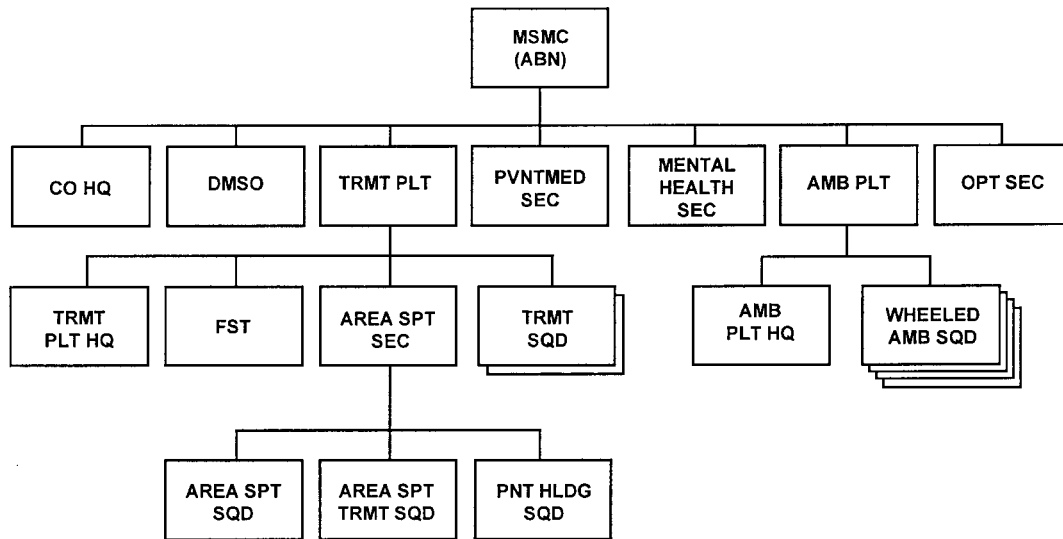 MSMC
(ABN)
CO HQ
DMSO
TRMT PLT
PVNTMED
SEC
MENTAL
HEALTH
SEC
AMB PLT
OPT SEC
TRMT
PLT HQ
FST
AREA SPT
SEC
TRMT
SQD
AMB
PLT HQ
WHEELED
AMB SQD
AREA SPT
SQD
AREA SPT
TRMT SQD
PNT HLDG
SQD